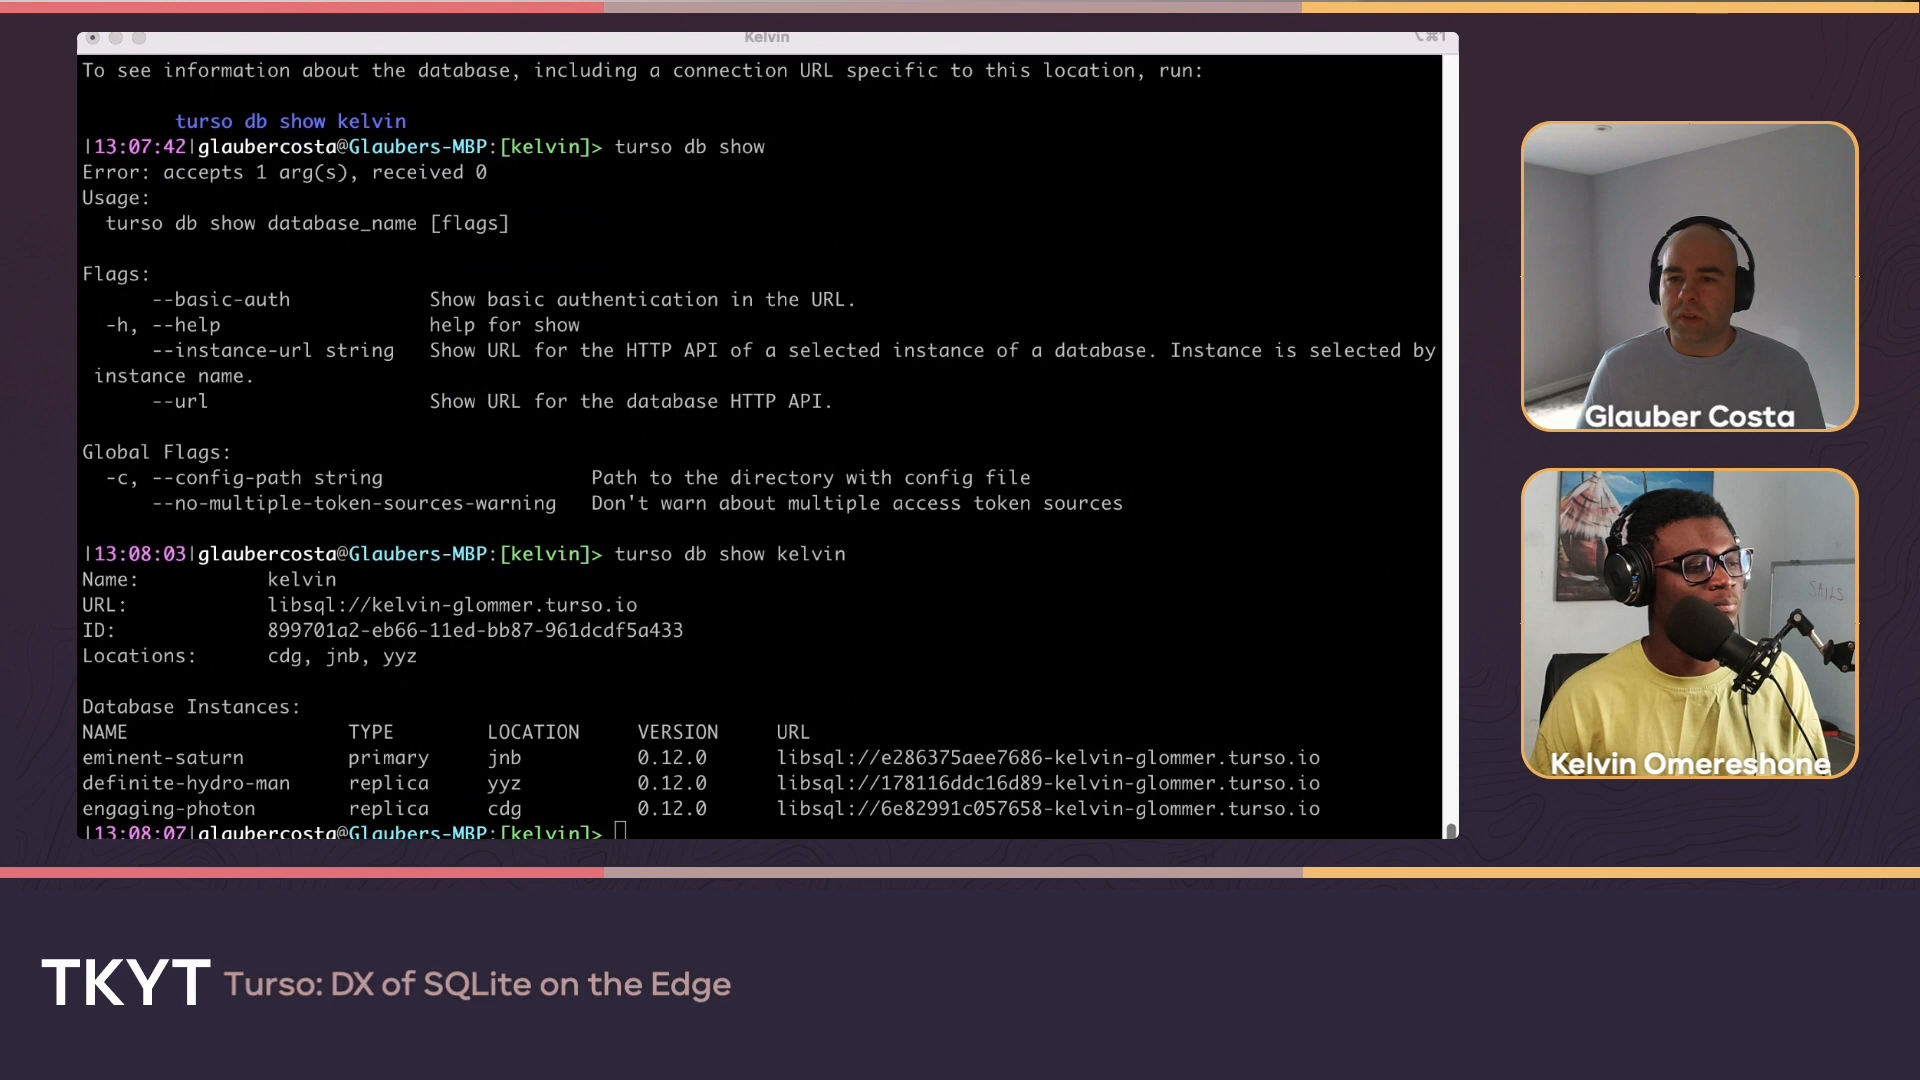 Kelvin
⌥⌘1
To see information about the database, including a connection URL specific to this location, run:
turso db show kelvin
|13:07:42|glaubercosta@Glaubers-MBP:[kelvin]> turso db show
Error: accepts 1 arg(s), received 0
Usage:
turso db show database_name [flags]
Flags:
--basic-auth Show basic authentication in the URL.
-h, --help help for show
--instance-url string Show URL for the HTTP API of a selected instance of a database. Instance is selected by
instance name.
--url Show URL for the database HTTP API.
Global Flags:
-c, --config-path string Path to the directory with config file
--no-multiple-token-sources-warning Don't warn about multiple access token sources
|13:08:03|glaubercosta@Glaubers-MBP:[kelvin]> turso db show kelvin
Name: kelvin
URL: libsql://kelvin-glommer.turso.io
ID: 899701a2-eb66-11ed-bb87-961dcdf5a433
Locations: cdg, jnb, yyz
Database Instances:
NAME TYPE LOCATION VERSION URL
eminent-saturn primary jnb 0.12.0 libsql://e286375aee7686-kelvin-glommer.turso.io
definite-hydro-man replica yyz 0.12.0 libsql://178116ddc16d89-kelvin-glommer.turso.io
engaging-photon replica cdg 0.12.0 libsql://6e82991c057658-kelvin-glommer.turso.io
|13:08:07|glaubercosta@Glaubers-MBP:[kelvin]>
Glauber Costa
SAILS
Kelvin Omereshone
TKYT Turso: DX of SQLite on the Edge